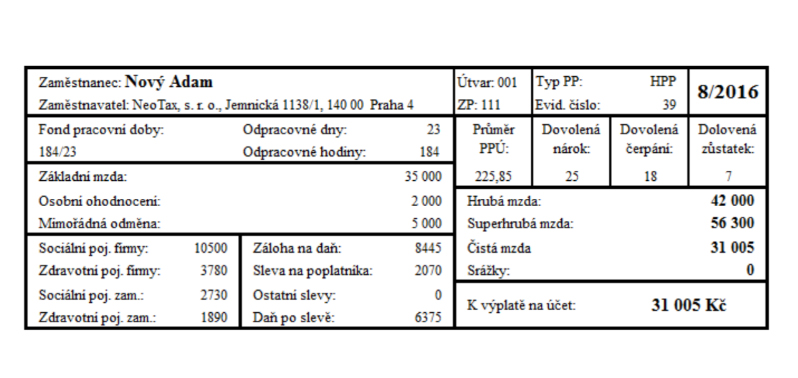 Zaměstnanec: Nový Adam
Zaměstnavatel: NeoTax, s. r. o., Jemnická 1138/1, 140 00 Praha 4
Útvar: 001
ZP: 111
Typ PP: HPP
Evid. číslo: 39
8/2016
Fond pracovní doby:
184/23
Odpracovné dny: 23
Odpracovné hodiny: 184
Průměr PPÚ:
225,85
Dovolená nárok:
25
Dovolená čerpání:
18
Dolovená zůstatek:
7
Základní mzda: 35 000
Osobní ohodnocení: 2 000
Mimořádná odměna: 5 000
Hrubá mzda: 42 000
Superhrubá mzda: 56 300
Čistá mzda 31 005
Srážky: 0
Sociální poj. firmy: 10500
Zdravotní poj. firmy: 3780
Sociální poj. zam.: 2730
Zdravotní poj. zam.: 1890
Záloha na daň: 8445
Sleva na poplatníka: 2070
Ostatní slevy: 0
Daň po slevě: 6375
K výplatě na účet: 31 005 Kč